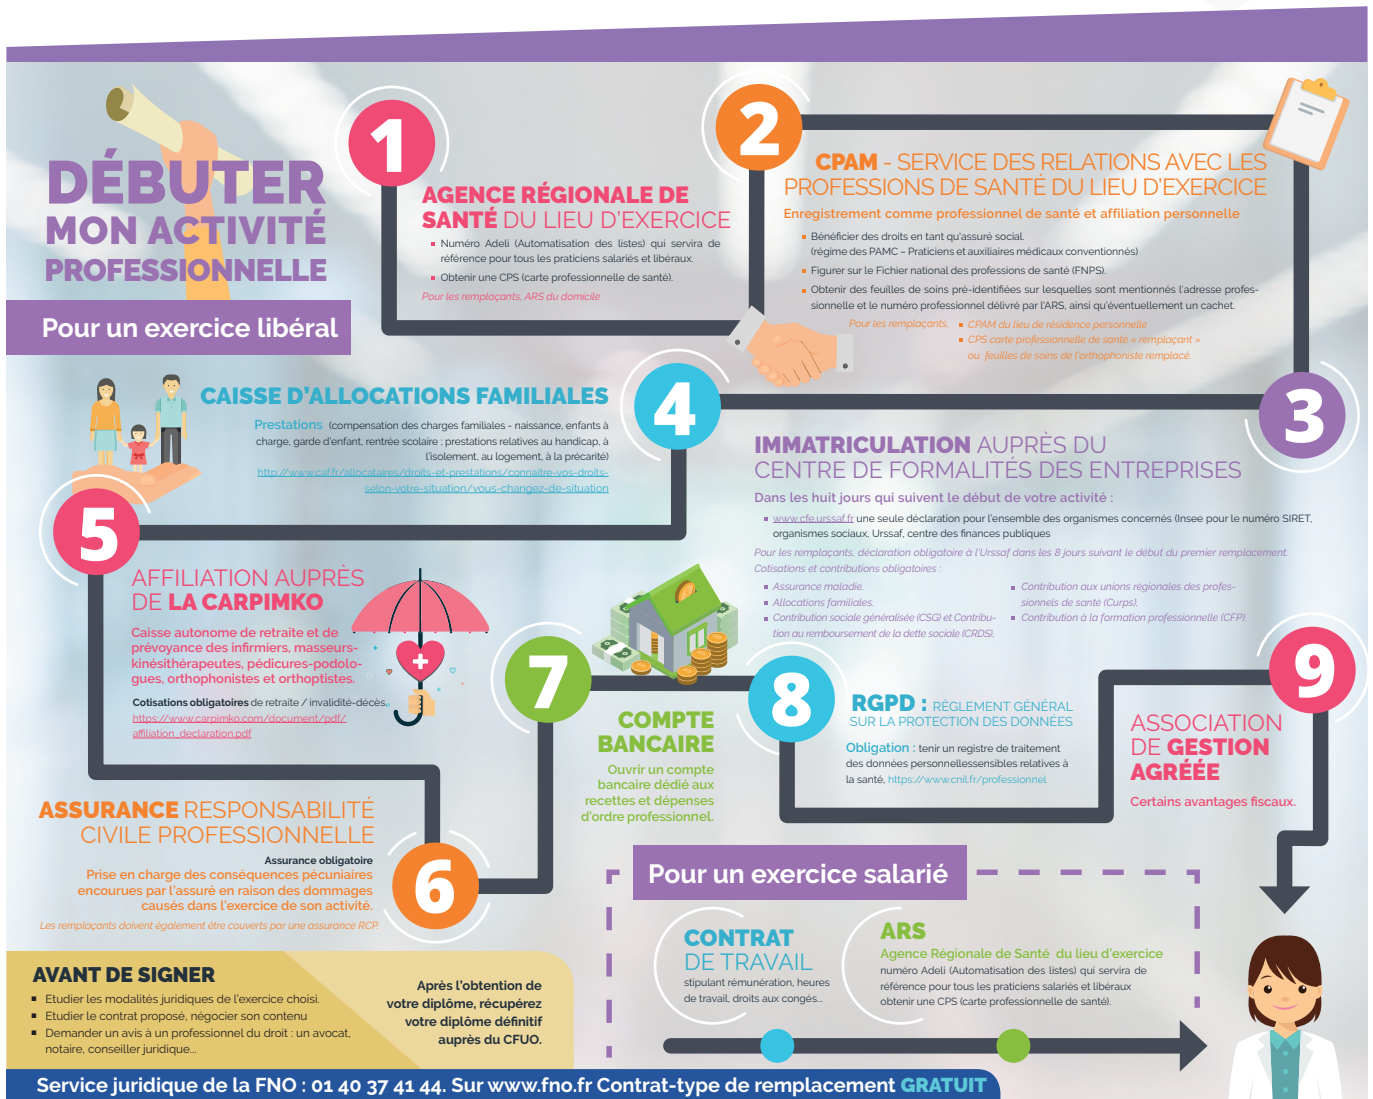 DÉBUTER
MON ACTIVITÉ
PROFESSIONNELLE
Pour un exercice libéral
1
AGENCE RÉGIONALE DE
SANTÉ DU LIEU D'EXERCICE
Numéro Adeli (Automatisation des listes) qui servira de
référence pour tous les praticiens salariés et libéraux.
Obtenir une CPS (carte professionnelle de santé).
Pour les remplaçants, ARS du domicile
2
CPAM - SERVICE DES RELATIONS AVEC LES
PROFESSIONS DE SANTÉ DU LIEU D'EXERCICE
Enregistrement comme professionnel de santé et affiliation personnelle
Bénéficier des droits en tant qu'assuré social.
(régime des PAMC – Praticiens et auxiliaires médicaux conventionnés)
Figurer sur le Fichier national des professions de santé (FNPS).
Obtenir des feuilles de soins pré-identifiées sur lesquelles sont mentionnés l'adresse profes-
sionnelle et le numéro professionnel délivré par l'ARS, ainsi qu'éventuellement un cachet.
Pour les remplaçants, CPAM du lieu de résidence personnelle
CPS carte professionnelle de santé « remplaçant »
ou feuilles de soins de l'orthophoniste remplacé.
3
IMMATRICULATION AUPRÈS DU
CENTRE DE FORMALITÉS DES ENTREPRISES
Dans les huit jours qui suivent le début de votre activité :
www.cfe.urssaf.fr une seule déclaration pour l'ensemble des organismes concernés (Insee pour le numéro SIRET,
organismes sociaux, Urssaf, centre des finances publiques
Pour les remplaçants, déclaration obligatoire à l'Urssaf dans les 8 jours suivant le début du premier remplacement.
Cotisations et contributions obligatoires :
Assurance maladie.
Allocations familiales.
Contribution sociale généralisée (CSG) et Contribu-
tion au remboursement de la dette sociale (CRDS),
Contribution aux unions régionales des profes-
sionnels de santé (Curps),
Contribution à la formation professionnelle (CFP).
4
CAISSE D'ALLOCATIONS FAMILIALES
Prestations (compensation des charges familiales - naissance, enfants à
charge, garde d'enfant, rentrée scolaire ; prestations relatives au handicap, à
l'isolement, au logement, à la précarité)
http://www.caf.fr/allocataires/droits-et-prestations/connaitre-vos-droits-
selon-votre-situation/vous-changez-de-situation
5
AFFILIATION AUPRÈS
DE LA CARPIMKO
Caisse autonome de retraite et de
prévoyance des infirmiers, masseurs-
kinésithérapeutes, pédicures-podolo-
gues, orthophonistes et orthoptistes.
Cotisations obligatoires de retraite / invalidité-décès.
https://www.carpimko.com/document/pdf/
affiliation_declaration.pdf
6
ASSURANCE RESPONSABILITÉ
CIVILE PROFESSIONNELLE
Assurance obligatoire
Prise en charge des conséquences pécuniaires
encourues par l'assuré en raison des dommages
causés dans l'exercice de son activité.
Les remplaçants doivent également être couverts par une assurance RCP.
7
COMPTE
BANCAIRE
Ouvrir un compte
bancaire dédié aux
recettes et dépenses
d'ordre professionnel.
8
RGPD : RÈGLEMENT GÉNÉRAL
SUR LA PROTECTION DES DONNÉES
Obligation : tenir un registre de traitement
des données personnellessensibles relatives à
la santé, https://www.cnil.fr/professionnel
9
ASSOCIATION
DE GESTION
AGRÉÉE
Certains avantages fiscaux.
Pour un exercice salarié
CONTRAT
DE TRAVAIL
stipulant rémunération, heures
de travail, droits aux congés...
ARS
Agence Régionale de Santé du lieu d'exercice
numéro Adeli (Automatisation des listes) qui servira de
référence pour tous les praticiens salariés et libéraux
obtenir une CPS (carte professionnelle de santé).
AVANT DE SIGNER
Etudier les modalités juridiques de l'exercice choisi.
Etudier le contrat proposé, négocier son contenu
Demander un avis à un professionnel du droit : un avocat,
notaire, conseiller juridique...
Après l'obtention de
votre diplôme, récupérez
votre diplôme définitif
auprès du CFUO.
Service juridique de la FNO : 01 40 37 41 44. Sur www.fno.fr Contrat-type de remplacement GRATUIT